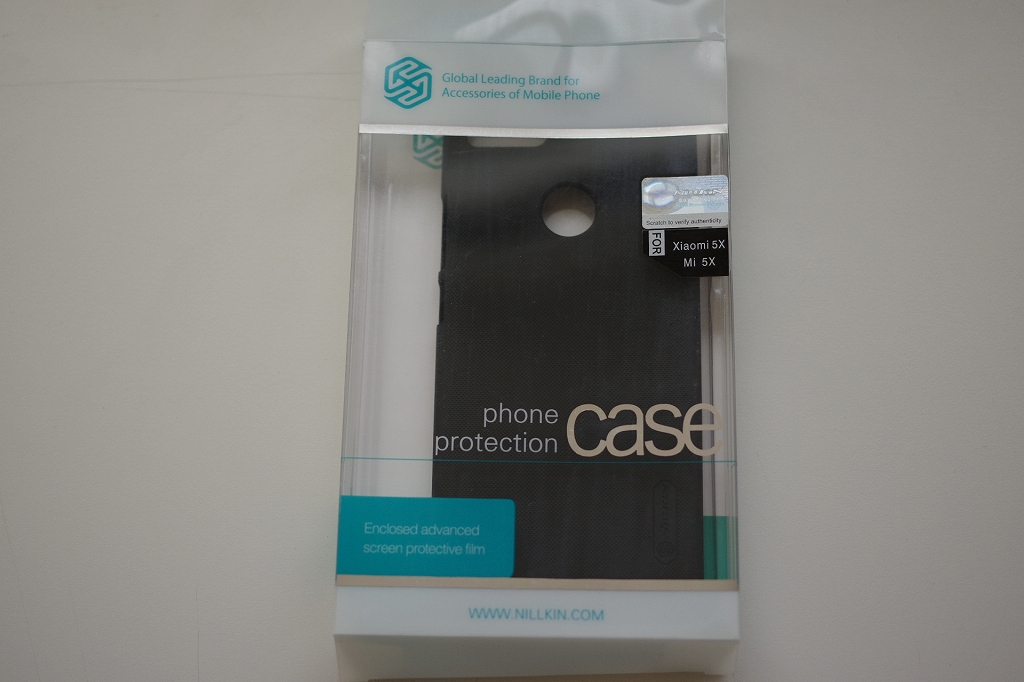 Global Leading Brand for
Accessories of Mobile Phone
Scratch to verify authenticity
FOR
Xiaomi 5X
Mi 5X
phone
protection
case
Enclosed advanced
screen protective film
WWW.NILLKIN.COM